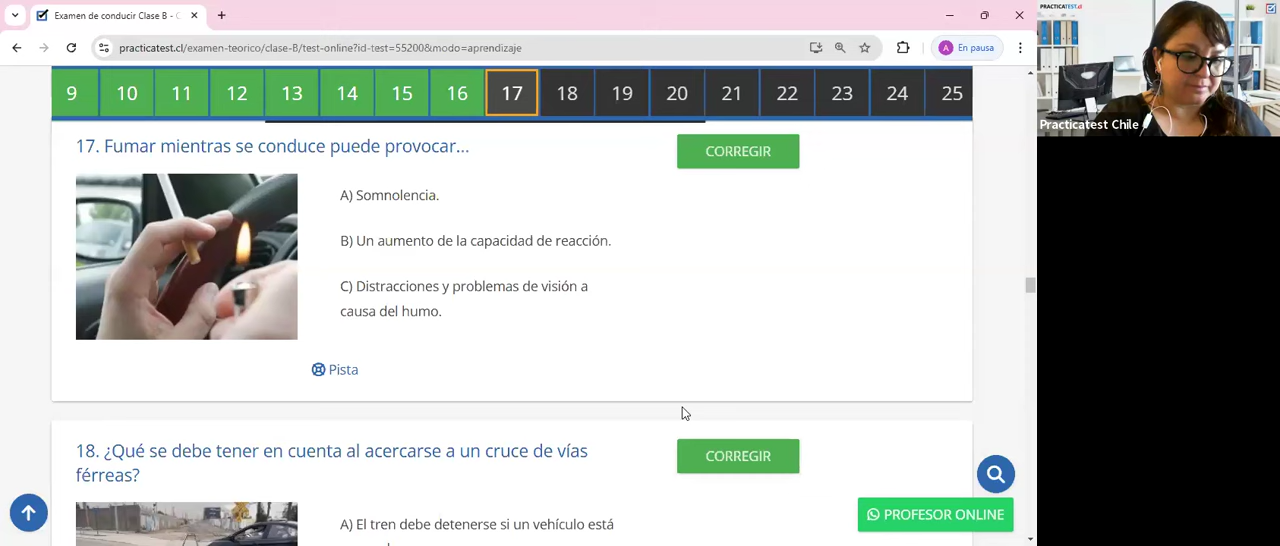 Examen de conducir Clase B - C
practicatest.cl/examen-teorico/clase-B/test-online?id-test=55200&modo=aprendizaje
A En pausa
PRACTICATEST.cl
Practicatest Chile
9 10 11 12 13 14 15 16 17 18 19 20 21 22 23 24 25
17. Fumar mientras se conduce puede provocar...
CORREGIR
A) Somnolencia.
B) Un aumento de la capacidad de reacción.
C) Distracciones y problemas de visión a
causa del humo.
Pista
18. ¿Qué se debe tener en cuenta al acercarse a un cruce de vías
férreas?
CORREGIR
A) El tren debe detenerse si un vehículo está
PROFESOR ONLINE